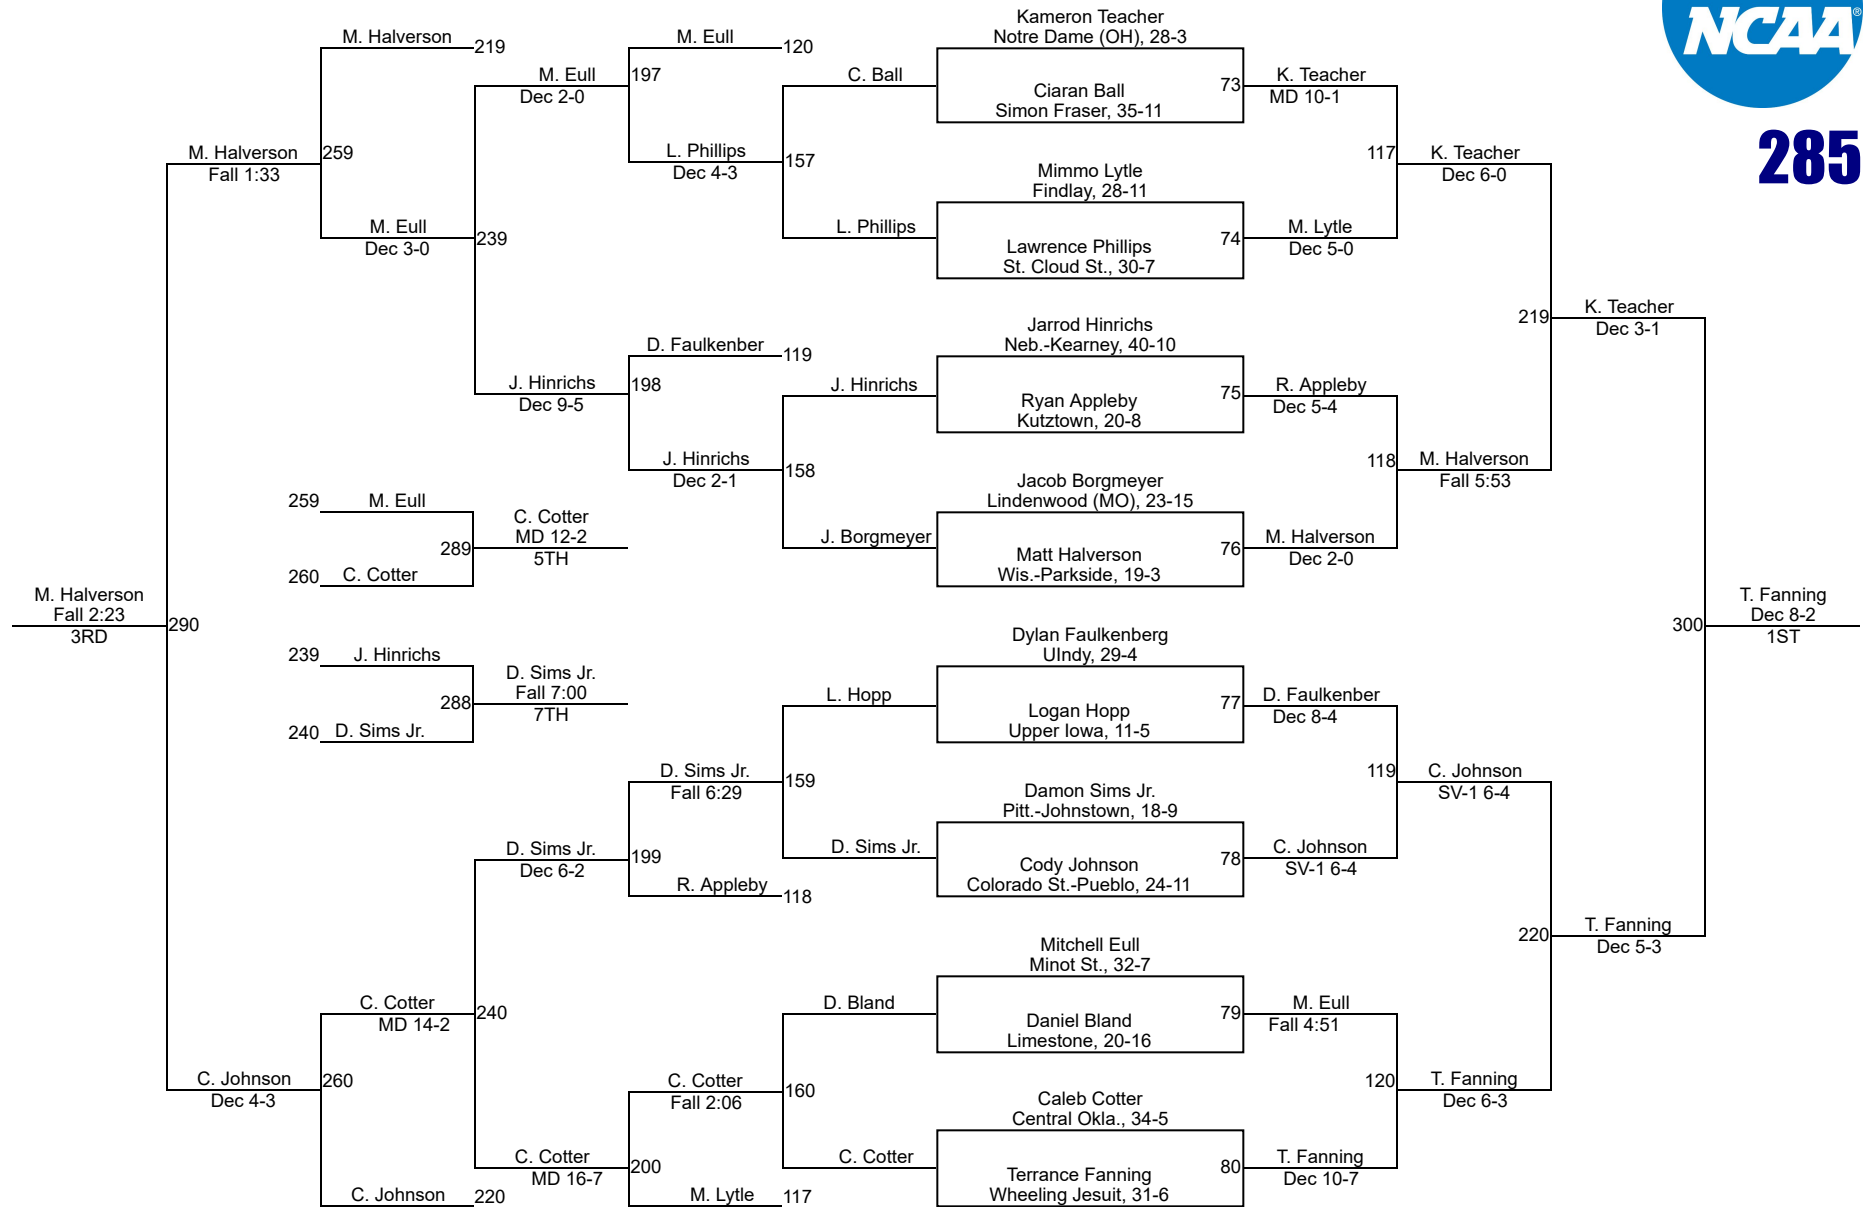 NCAA®
285
Kameron Teacher
Notre Dame (OH), 28-3
M. Halverson 219
M. Eull 120
M. Eull 197
Dec 2-0
C. Ball
73 K. Teacher
MD 10-1
Ciaran Ball
Simon Fraser, 35-11
M. Halverson 259
Fall 1:33
L. Phillips 157
Dec 4-3
117 K. Teacher
Dec 6-0
Mimmo Lytle
Findlay, 28-11
M. Eull 239
Dec 3-0
L. Phillips
74 M. Lytle
Dec 5-0
Lawrence Phillips
St. Cloud St., 30-7
219 K. Teacher
Dec 3-1
Jarrod Hinrichs
Neb.-Kearney, 40-10
D. Faulkenber 119
J. Hinrichs 198
Dec 9-5
J. Hinrichs
75 R. Appleby
Dec 5-4
Ryan Appleby
Kutztown, 20-8
J. Hinrichs 158
Dec 2-1
118 M. Halverson
Fall 5:53
Jacob Borgmeyer
Lindenwood (MO), 23-15
259 M. Eull
C. Cotter
MD 12-2
289
5TH
260 C. Cotter
J. Borgmeyer
76 M. Halverson
Dec 2-0
Matt Halverson
Wis.-Parkside, 19-3
M. Halverson
Fall 2:23
3RD
290
300
T. Fanning
Dec 8-2
1ST
Dylan Faulkenberg
UIndy, 29-4
239 J. Hinrichs
D. Sims Jr.
Fall 7:00
288
7TH
240 D. Sims Jr.
L. Hopp
77 D. Faulkenber
Dec 8-4
Logan Hopp
Upper Iowa, 11-5
D. Sims Jr. 159
Fall 6:29
119 C. Johnson
SV-1 6-4
Damon Sims Jr.
Pitt.-Johnstown, 18-9
D. Sims Jr. 199
Dec 6-2
D. Sims Jr.
78 C. Johnson
SV-1 6-4
Cody Johnson
Colorado St.-Pueblo, 24-11
R. Appleby 118
220 T. Fanning
Dec 5-3
Mitchell Eull
Minot St., 32-7
C. Cotter 240
MD 14-2
D. Bland
79 M. Eull
Fall 4:51
Daniel Bland
Limestone, 20-16
C. Johnson 260
Dec 4-3
C. Cotter 160
Fall 2:06
120 T. Fanning
Dec 6-3
Caleb Cotter
Central Okla., 34-5
C. Cotter 200
MD 16-7
C. Cotter
80 T. Fanning
Dec 10-7
Terrance Fanning
Wheeling Jesuit, 31-6
C. Johnson 220
M. Lytle 117